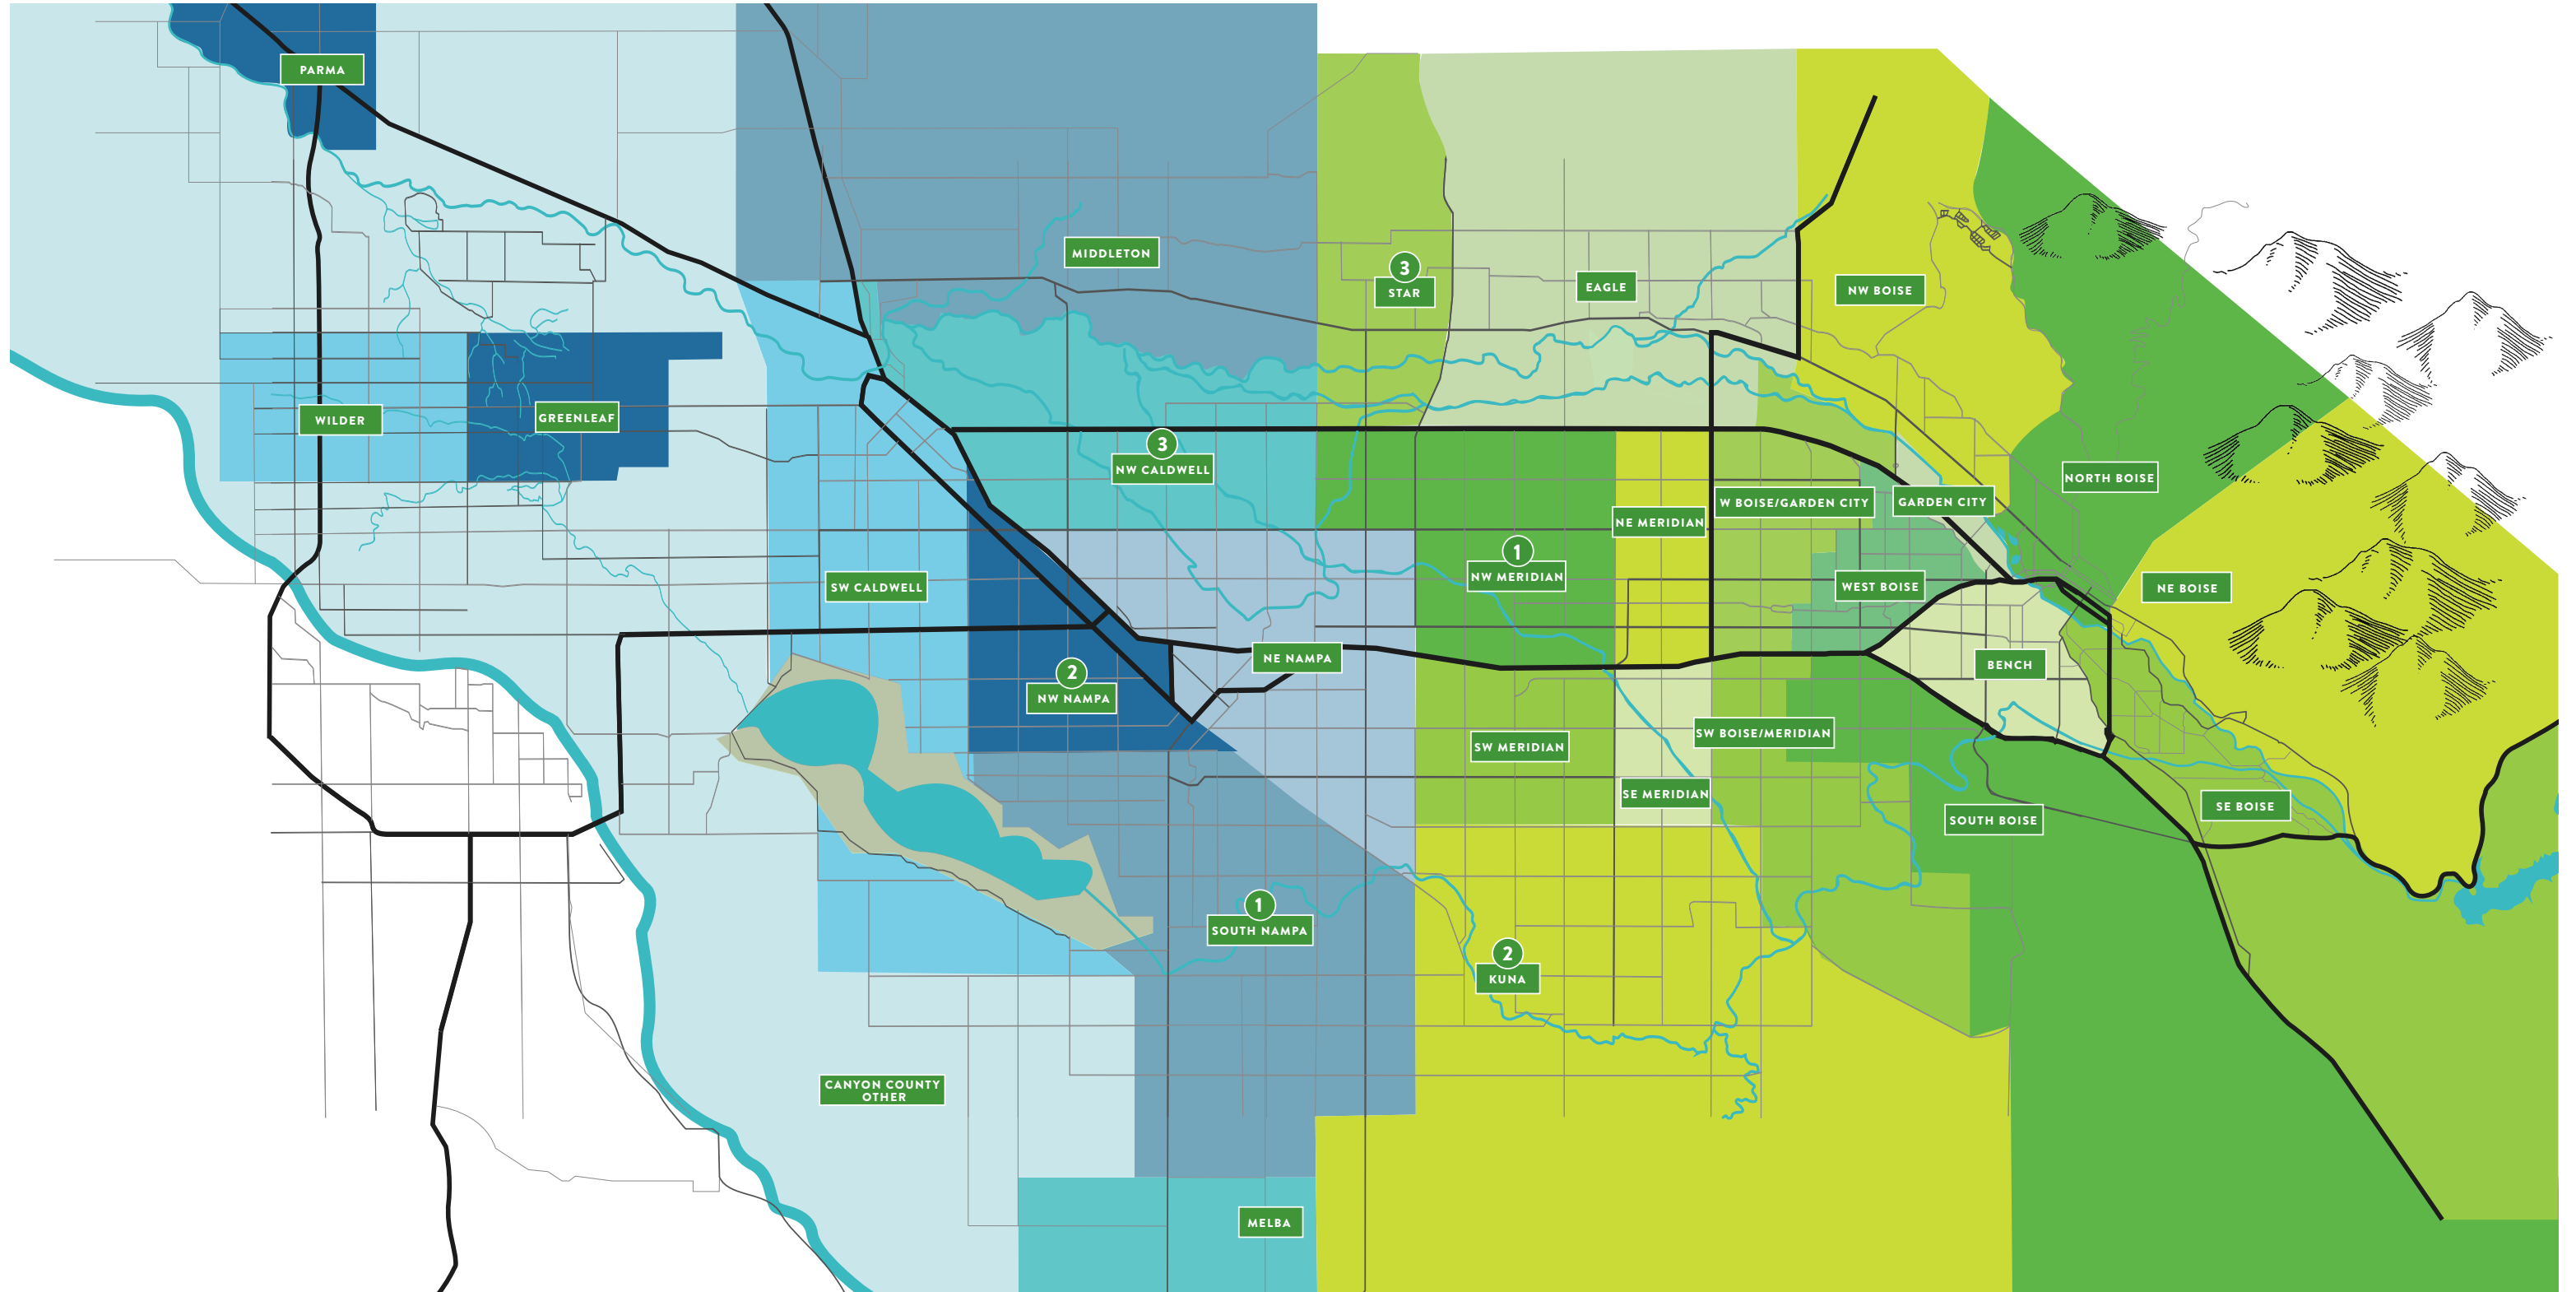 PARMA
MIDDLETON
3
STAR
EAGLE
NW BOISE
WILDER
GREENLEAF
3
NW CALDWELL
NORTH BOISE
NE MERIDIAN
W BOISE/GARDEN CITY
GARDEN CITY
1
NW MERIDIAN
SW CALDWELL
WEST BOISE
NE BOISE
NE NAMPA
BENCH
2
NW NAMPA
SW MERIDIAN
SW BOISE/MERIDIAN
SE MERIDIAN
SOUTH BOISE
SE BOISE
1
SOUTH NAMPA
2
KUNA
CANYON COUNTY
OTHER
MELBA